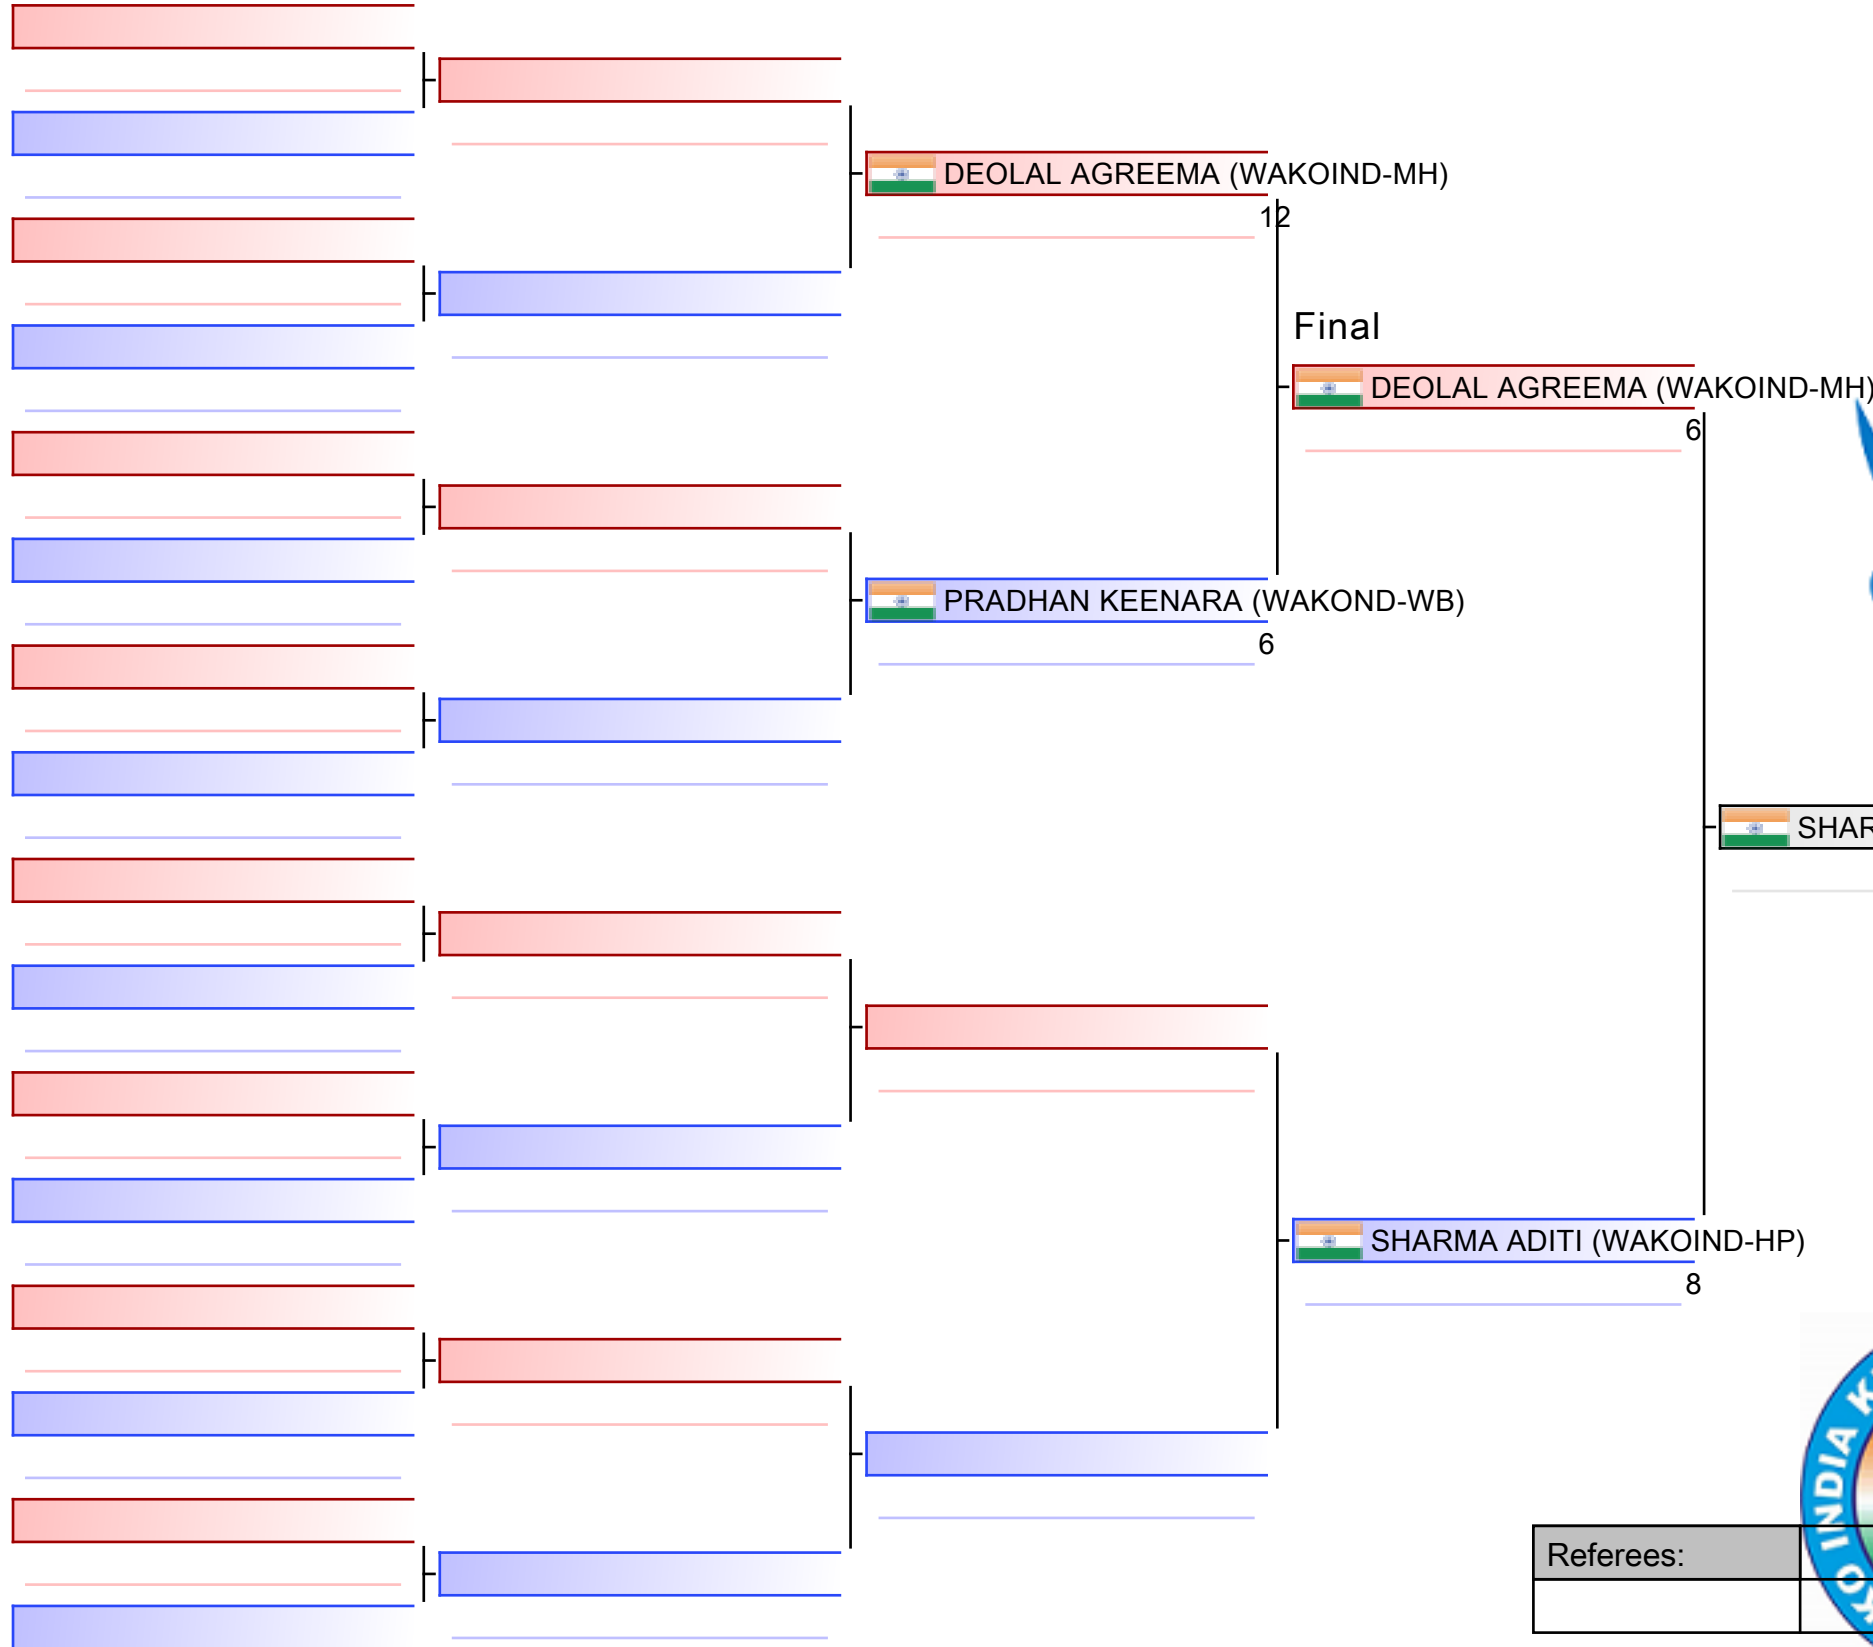 DEOLAL AGREEMA (WAKOIND-MH)
12
Final
DEOLAL AGREEMA (WAKOIND-MH)
6
PRADHAN KEENARA (WAKOND-WB)
6
SHAR
SHARMA ADITI (WAKOIND-HP)
8
INDIA K
Referees: